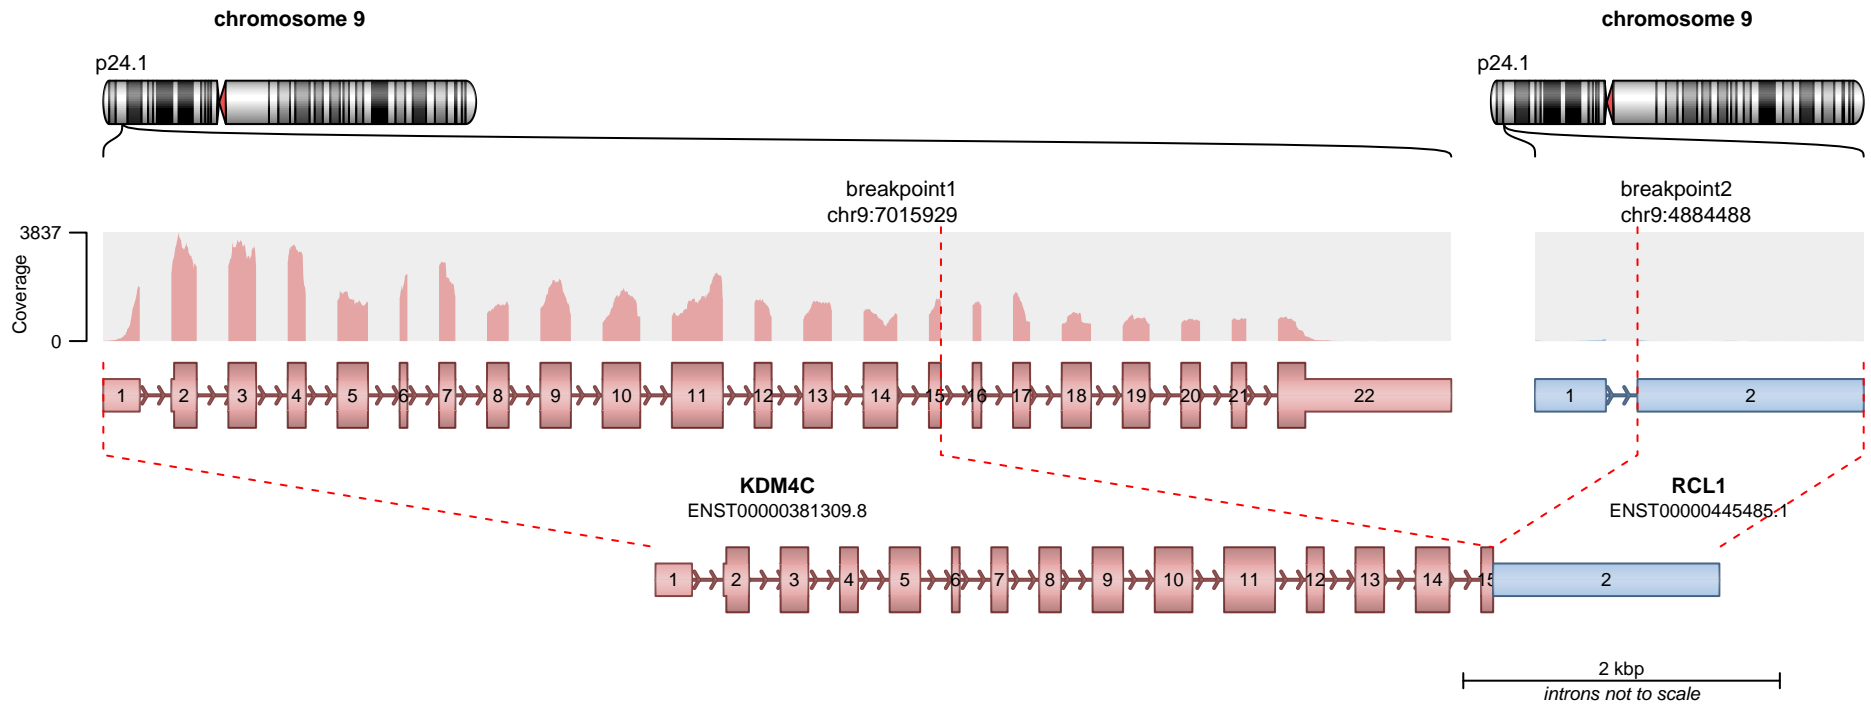 chromosome 9
chromosome 9
p24.1
p24.1
breakpoint1
chr9:7015929
breakpoint2
chr9:4884488
3837
Coverage
0
1 2 3 4 5 6 7 8 9 10 11 12 13 14 15 16 17 18 19 20 21 22
1 2
KDM4C
ENST00000381309.8
RCL1
ENST00000445485.1
1 2 3 4 5 6 7 8 9 10 11 12 13 14 15 2
2 kbp
introns not to scale